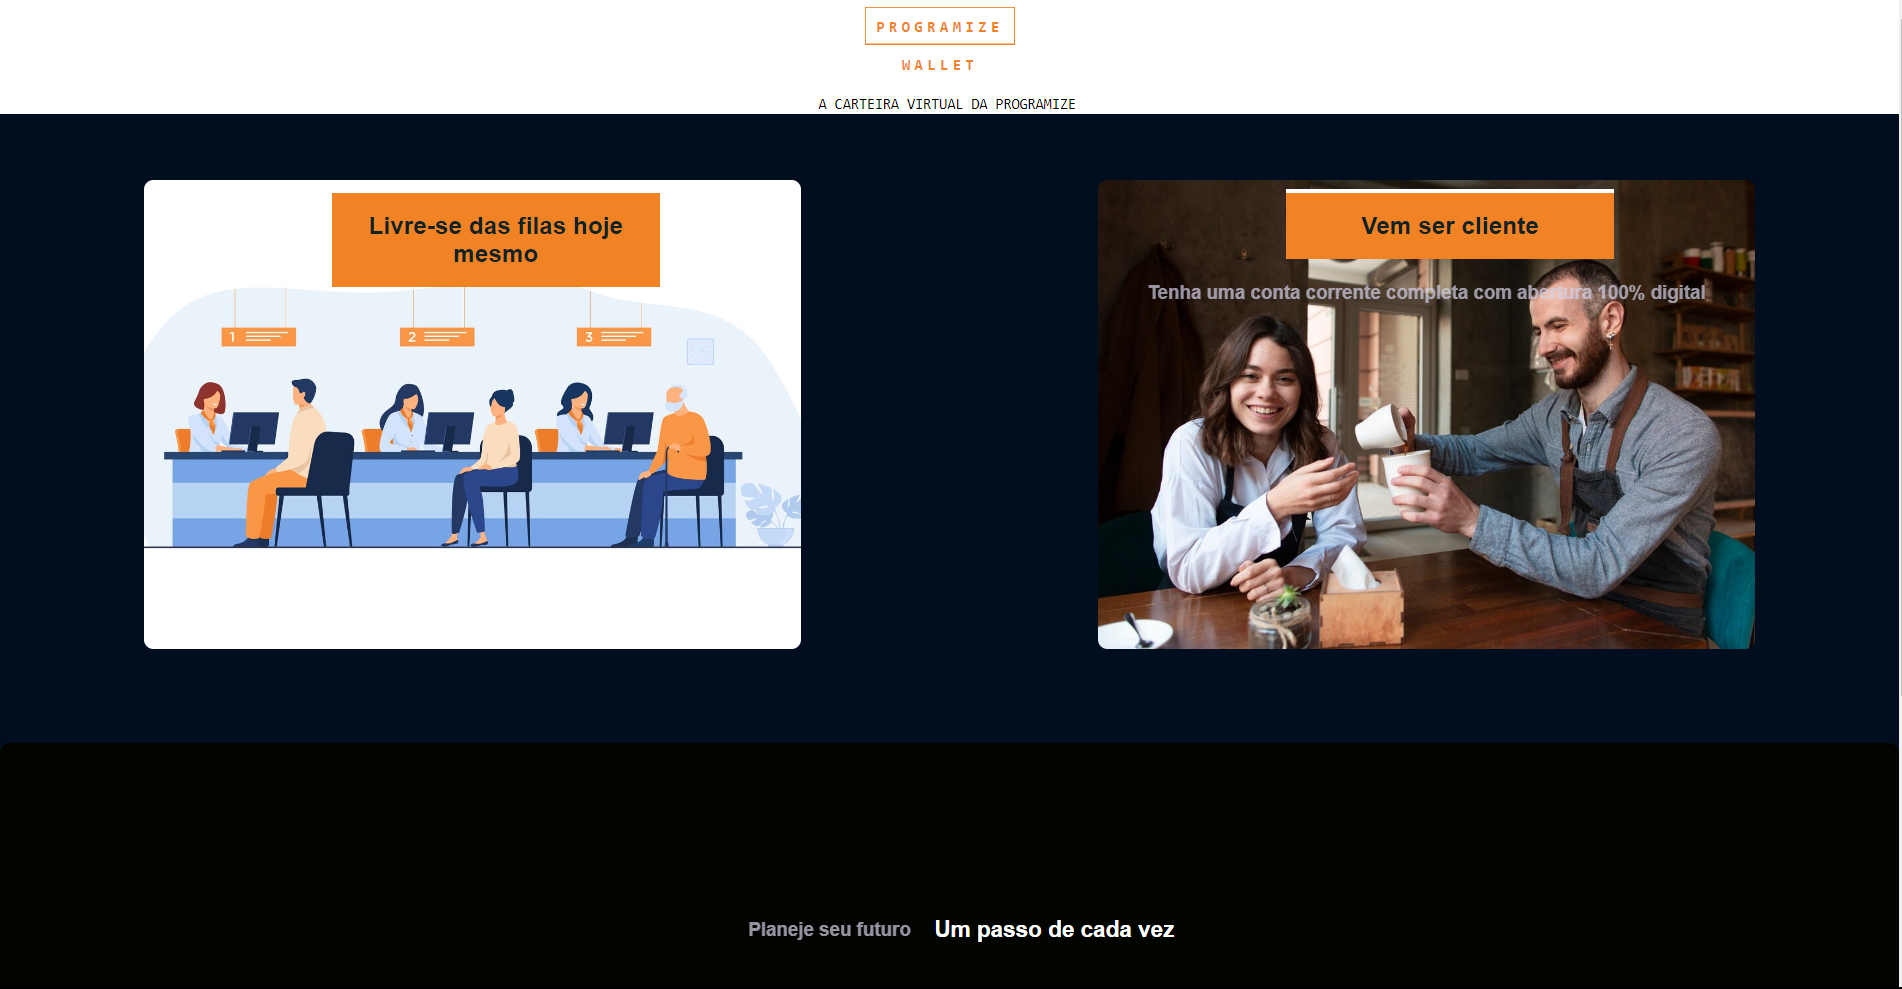 PROGRAMIZE
WALLET
A CARTEIRA VIRTUAL DA PROGRAMIZE
Livre-se das filas hoje
mesmo
1
2
3
Vem ser cliente
Tenha uma conta corrente completa com abertura 100% digital
Planeje seu futuro Um passo de cada vez